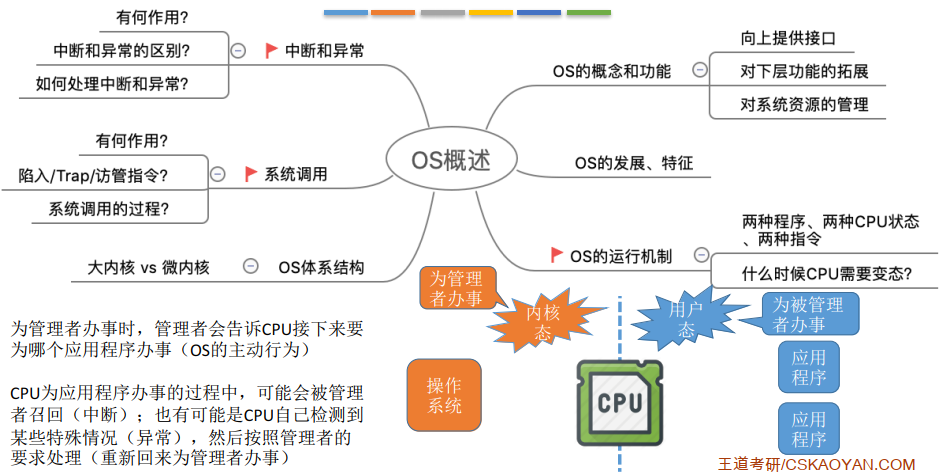 有何作用?
中断和异常的区别?
如何处理中断和异常?
中断和异常
有何作用?
陷入/Trap/访管指令?
系统调用的过程?
系统调用
大内核 vs 微内核
OS体系结构
OS概述
OS的概念和功能
向上提供接口
对下层功能的拓展
对系统资源的管理
OS的发展、特征
OS的运行机制
两种程序、两种CPU状态
、两种指令
什么时候CPU需要变态?
为管理者办事时，管理者会告诉CPU接下来要
为哪个应用程序办事（OS的主动行为）
CPU为应用程序办事的过程中，可能会被管理
者召回（中断）；也有可能是CPU自己检测到
某些特殊情况（异常），然后按照管理者的
要求处理（重新回来为管理者办事）
为管理
者办事
内核
态
操作
系统
CPU
用户
态
为被管理
者办事
应用
程序
应用
程序
王道考研/CSKAOYAN.COM